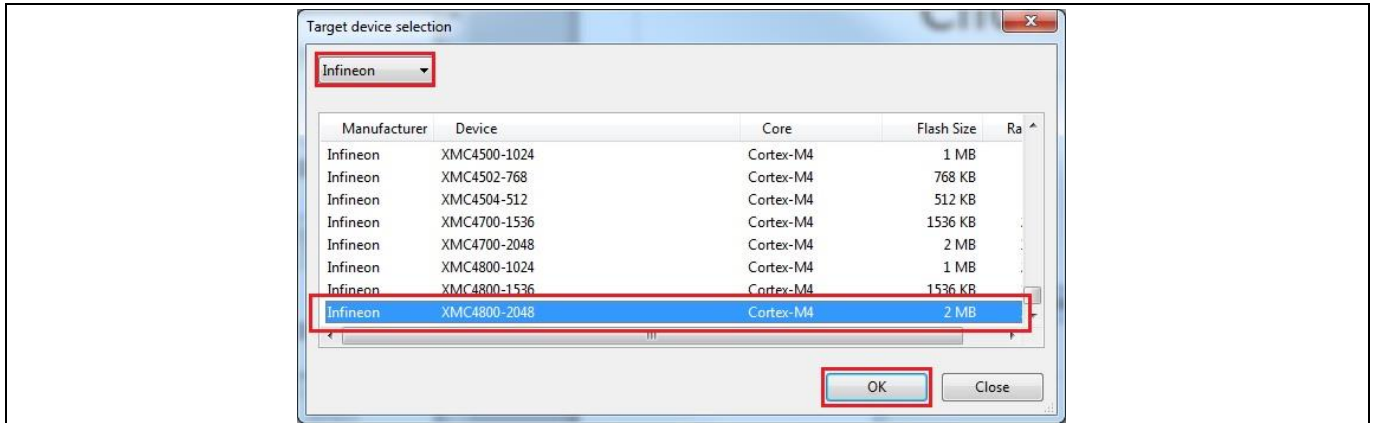 Target device selection
Infineon
Manufacturer Device Core Flash Size Ra
Infineon XMC4500-1024 Cortex-M4 1 MB
Infineon XMC4502-768 Cortex-M4 768 KB
Infineon XMC4504-512 Cortex-M4 512 KB
Infineon XMC4700-1536 Cortex-M4 1536 KB
Infineon XMC4700-2048 Cortex-M4 2 MB
Infineon XMC4800-1024 Cortex-M4 1 MB
Infineon XMC4800-1536 Cortex-M4 1536 KB
Infineon XMC4800-2048 Cortex-M4 2 MB
OK Close